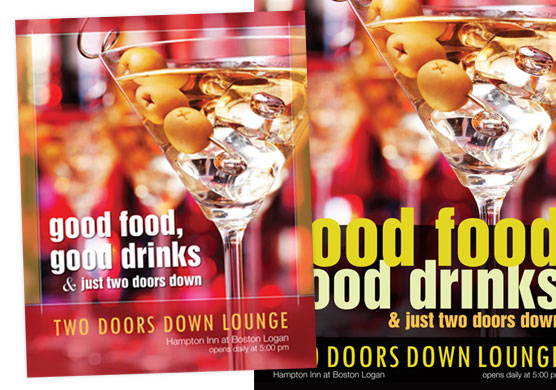 good food,
good drinks
& just two doors down
TWO DOORS DOWN LOUNGE
Hampton Inn at Boston Logan
opens daily at 5:00 pm
ood food
ood drinks
& just two doors down
O DOORS DOWN LOUNGE
Hampton Inn at Boston Logan
opens daily at 5:00 pm